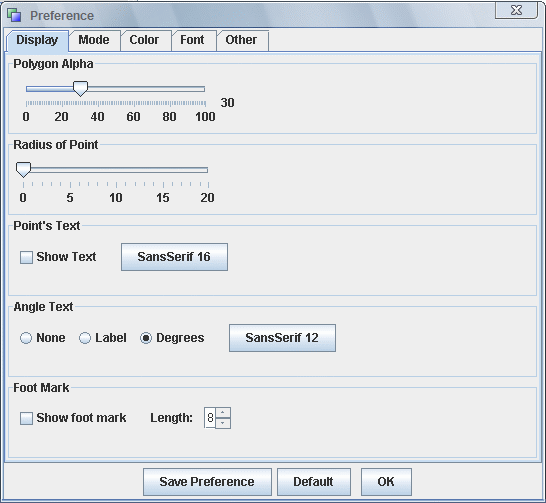 Preference
Display Mode Color Font Other
Polygon Alpha
30
0 20 40 60 80 100
Radius of Point
0 5 10 15 20
Point's Text
Show Text SansSerif 16
Angle Text
None Label Degrees SansSerif 12
Foot Mark
Show foot mark Length: 8
Save Preference Default OK